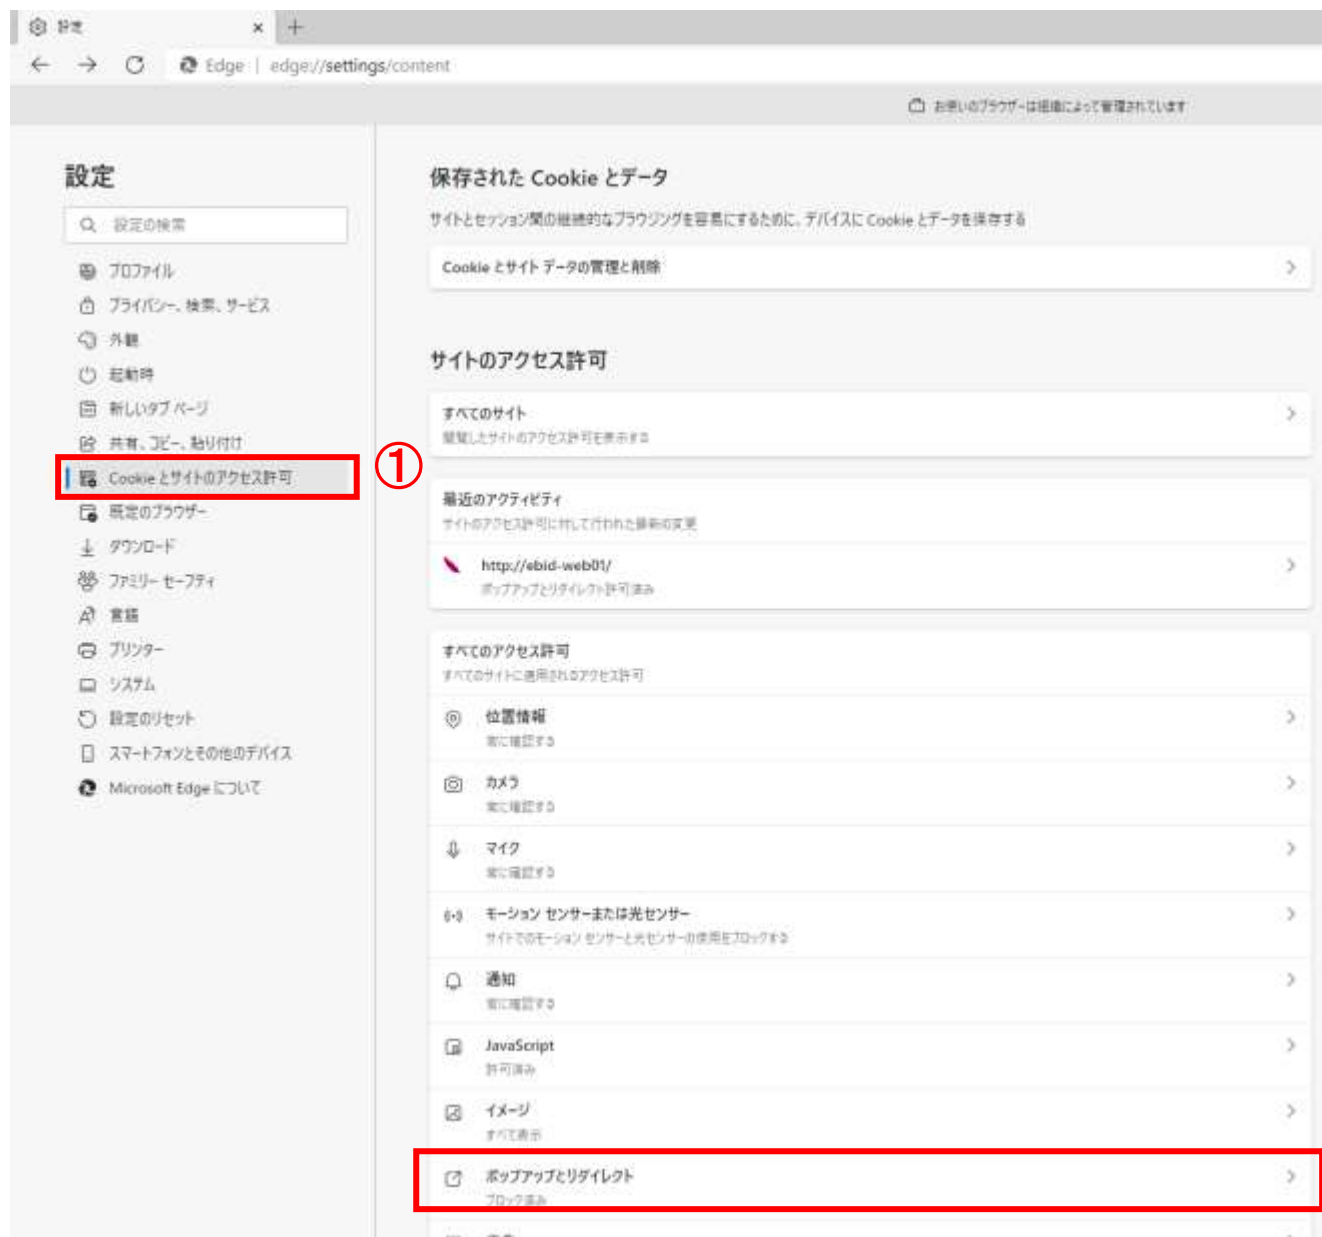 設定
Edge | edge://settings/content
お使いのブラウザーは組織によって管理されています
設定
設定の検索
プロファイル
プライバシー、検索、サービス
外観
起動時
新しいタブ ページ
共有、コピー、貼り付け
Cookie とサイトのアクセス許可
①
既定のブラウザー
ダウンロード
ファミリー セーフティ
言語
プリンター
システム
設定のリセット
スマートフォンとその他のデバイス
Microsoft Edge について
保存された Cookie とデータ
サイトとセッション間の継続的なブラウジングを容易にするために、デバイスに Cookie とデータを保存する
Cookie とサイト データの管理と削除
サイトのアクセス許可
すべてのサイト
閲覧したサイトのアクセス許可を表示する
最近のアクティビティ
サイトのアクセス許可に対して行われた最新の変更
http://ebid-web01/
ポップアップとリダイレクト許可済み
すべてのアクセス許可
すべてのサイトに適用されるアクセス許可
位置情報
常に確認する
カメラ
常に確認する
マイク
常に確認する
モーション センサーまたは光センサー
サイトでのモーション センサーと光センサーの使用をブロックする
通知
常に確認する
JavaScript
許可済み
イメージ
すべて表示
ポップアップとリダイレクト
ブロック済み